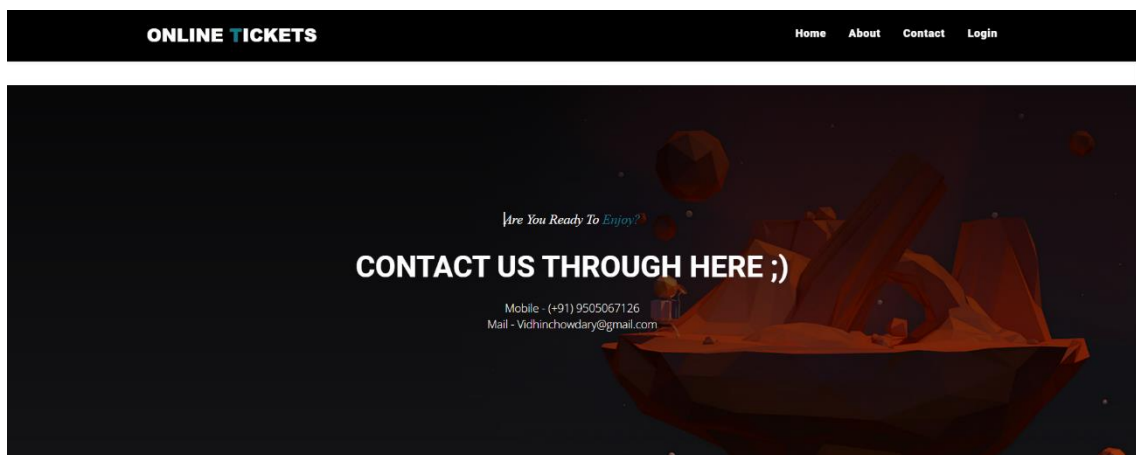 ONLINE TICKETS
Home About Contact Login
Are You Ready To Enjoy?
CONTACT US THROUGH HERE ;)
Mobile - (+91) 9505067126
Mail - Vidhinchowdary@gmail.com